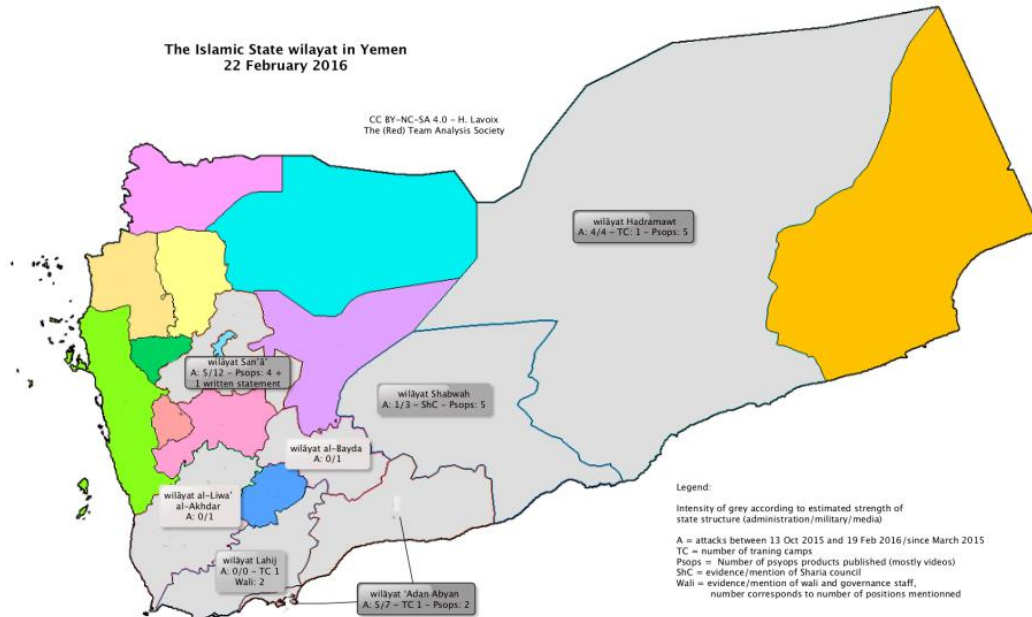 The Islamic State wilayat in Yemen
22 February 2016
CC BY-NC-SA 4.0 - H. Lavoix
The (Red) Team Analysis Society
wilāyat Hadramawt
A: 4/4 - TC: 1 - Psops: 5
wilāyat San'ā'
A: 5/12 - Psops: 4 +
1 written statement
wilāyat Shabwah
A: 1/3 - ShC - Psops: 5
wilāyat al-Bayda
A: 0/1
wilāyat al-Liwa'
al-Akhdar
A: 0/1
wilāyat Lahij
A: 0/0 - TC 1
Wali: 2
wilāyat 'Adan Abyan
A: 5/7 - TC 1 - Psops: 2
Legend:
Intensity of grey according to estimated strength of
state structure (administration/military/media)
A = attacks between 13 Oct 2015 and 19 Feb 2016/since March 2015
TC = number of traning camps
Psops = Number of psyops products published (mostly videos)
ShC = evidence/mention of Sharia council
Wali = evidence/mention of wali and governance staff,
number corresponds to number of positions mentionned